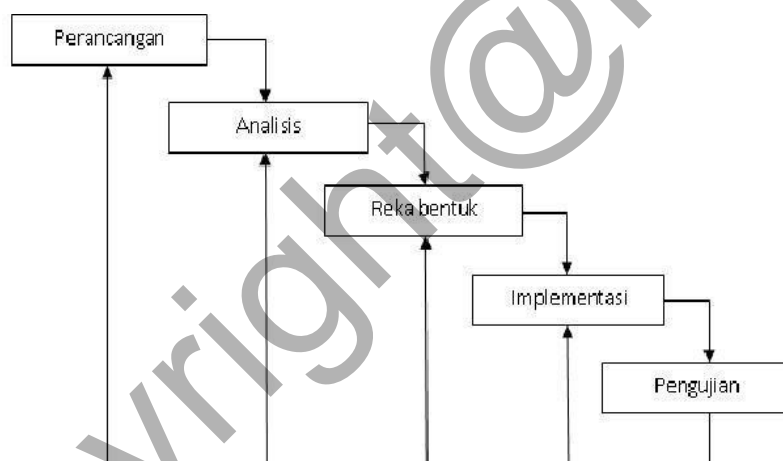 Perancangan
Analisis
Reka bentuk
Implementasi
Pengujian